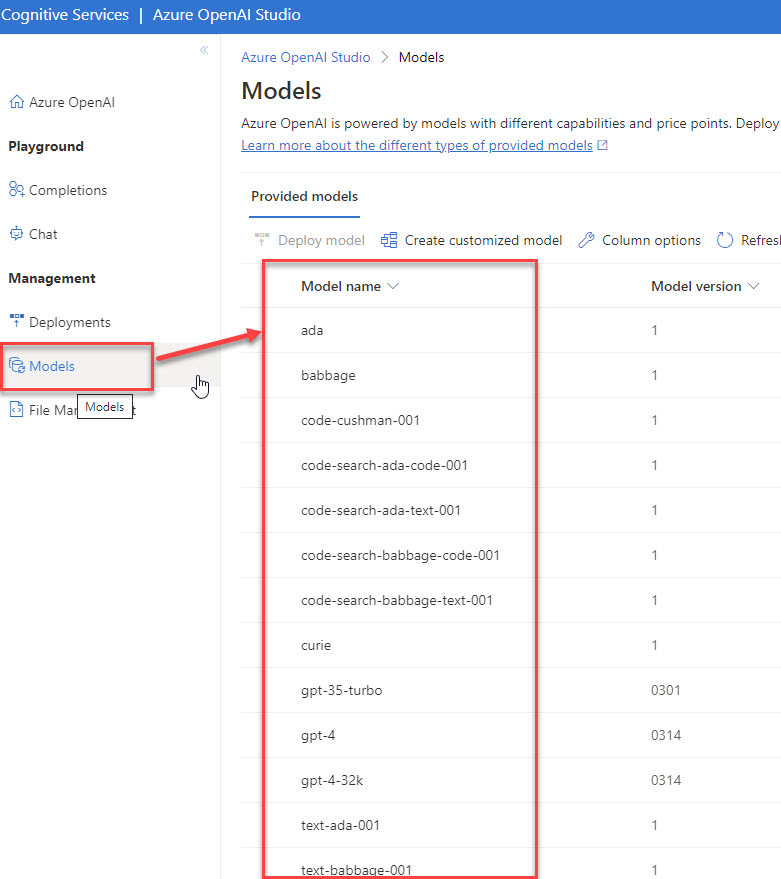 Cognitive Services | Azure OpenAI Studio
Azure OpenAI
Playground
Completions
Chat
Management
Deployments
Models
File Mar
Models
t
Azure OpenAI Studio > Models
Models
Azure OpenAI is powered by models with different capabilities and price points. Deploy
Learn more about the different types of provided models
Provided models
Deploy model Create customized model Column options Refresh
Model name Model version
ada 1
babbage 1
code-cushman-001 1
code-search-ada-code-001 1
code-search-ada-text-001 1
code-search-babbage-code-001 1
code-search-babbage-text-001 1
curie 1
gpt-35-turbo 0301
gpt-4 0314
gpt-4-32k 0314
text-ada-001 1
text-babbage-001 1